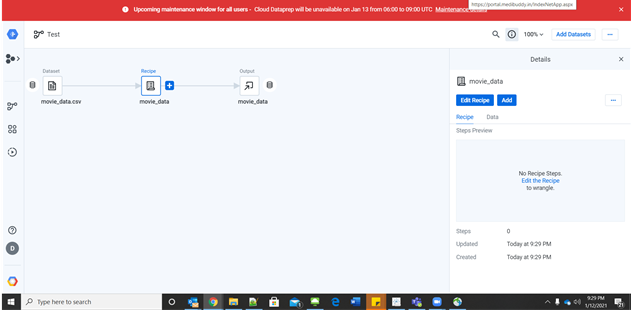 https://portal.medibuddy.in/IndexNetApp.aspx
Upcoming maintenance window for all users - Cloud Dataprep will be unavailable on Jan 13 from 06:00 to 09:00 UTC
Test
100%
Add Datasets
Details
Dataset
Recipe
Output
movie_data.csv
movie_data
movie_data
movie_data
Edit Recipe
Add
Recipe
Data
Steps Preview
No Recipe Steps.
Edit the Recipe
to wrangle.
Steps
0
Updated
Today at 9:29 PM
Created
Today at 9:29 PM
D
Type here to search
9:29 PM
1/12/2021